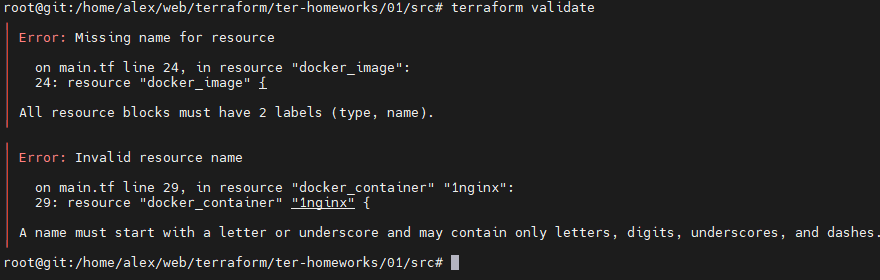 root@git:/home/alex/web/terraform/ter-homeworks/01/src# terraform validate
Error: Missing name for resource
on main.tf line 24, in resource "docker_image":
24: resource "docker_image" {
All resource blocks must have 2 labels (type, name).
Error: Invalid resource name
on main.tf line 29, in resource "docker_container" "1nginx":
29: resource "docker_container" "1nginx" {
A name must start with a letter or underscore and may contain only letters, digits, underscores, and dashes.
root@git:/home/alex/web/terraform/ter-homeworks/01/src#